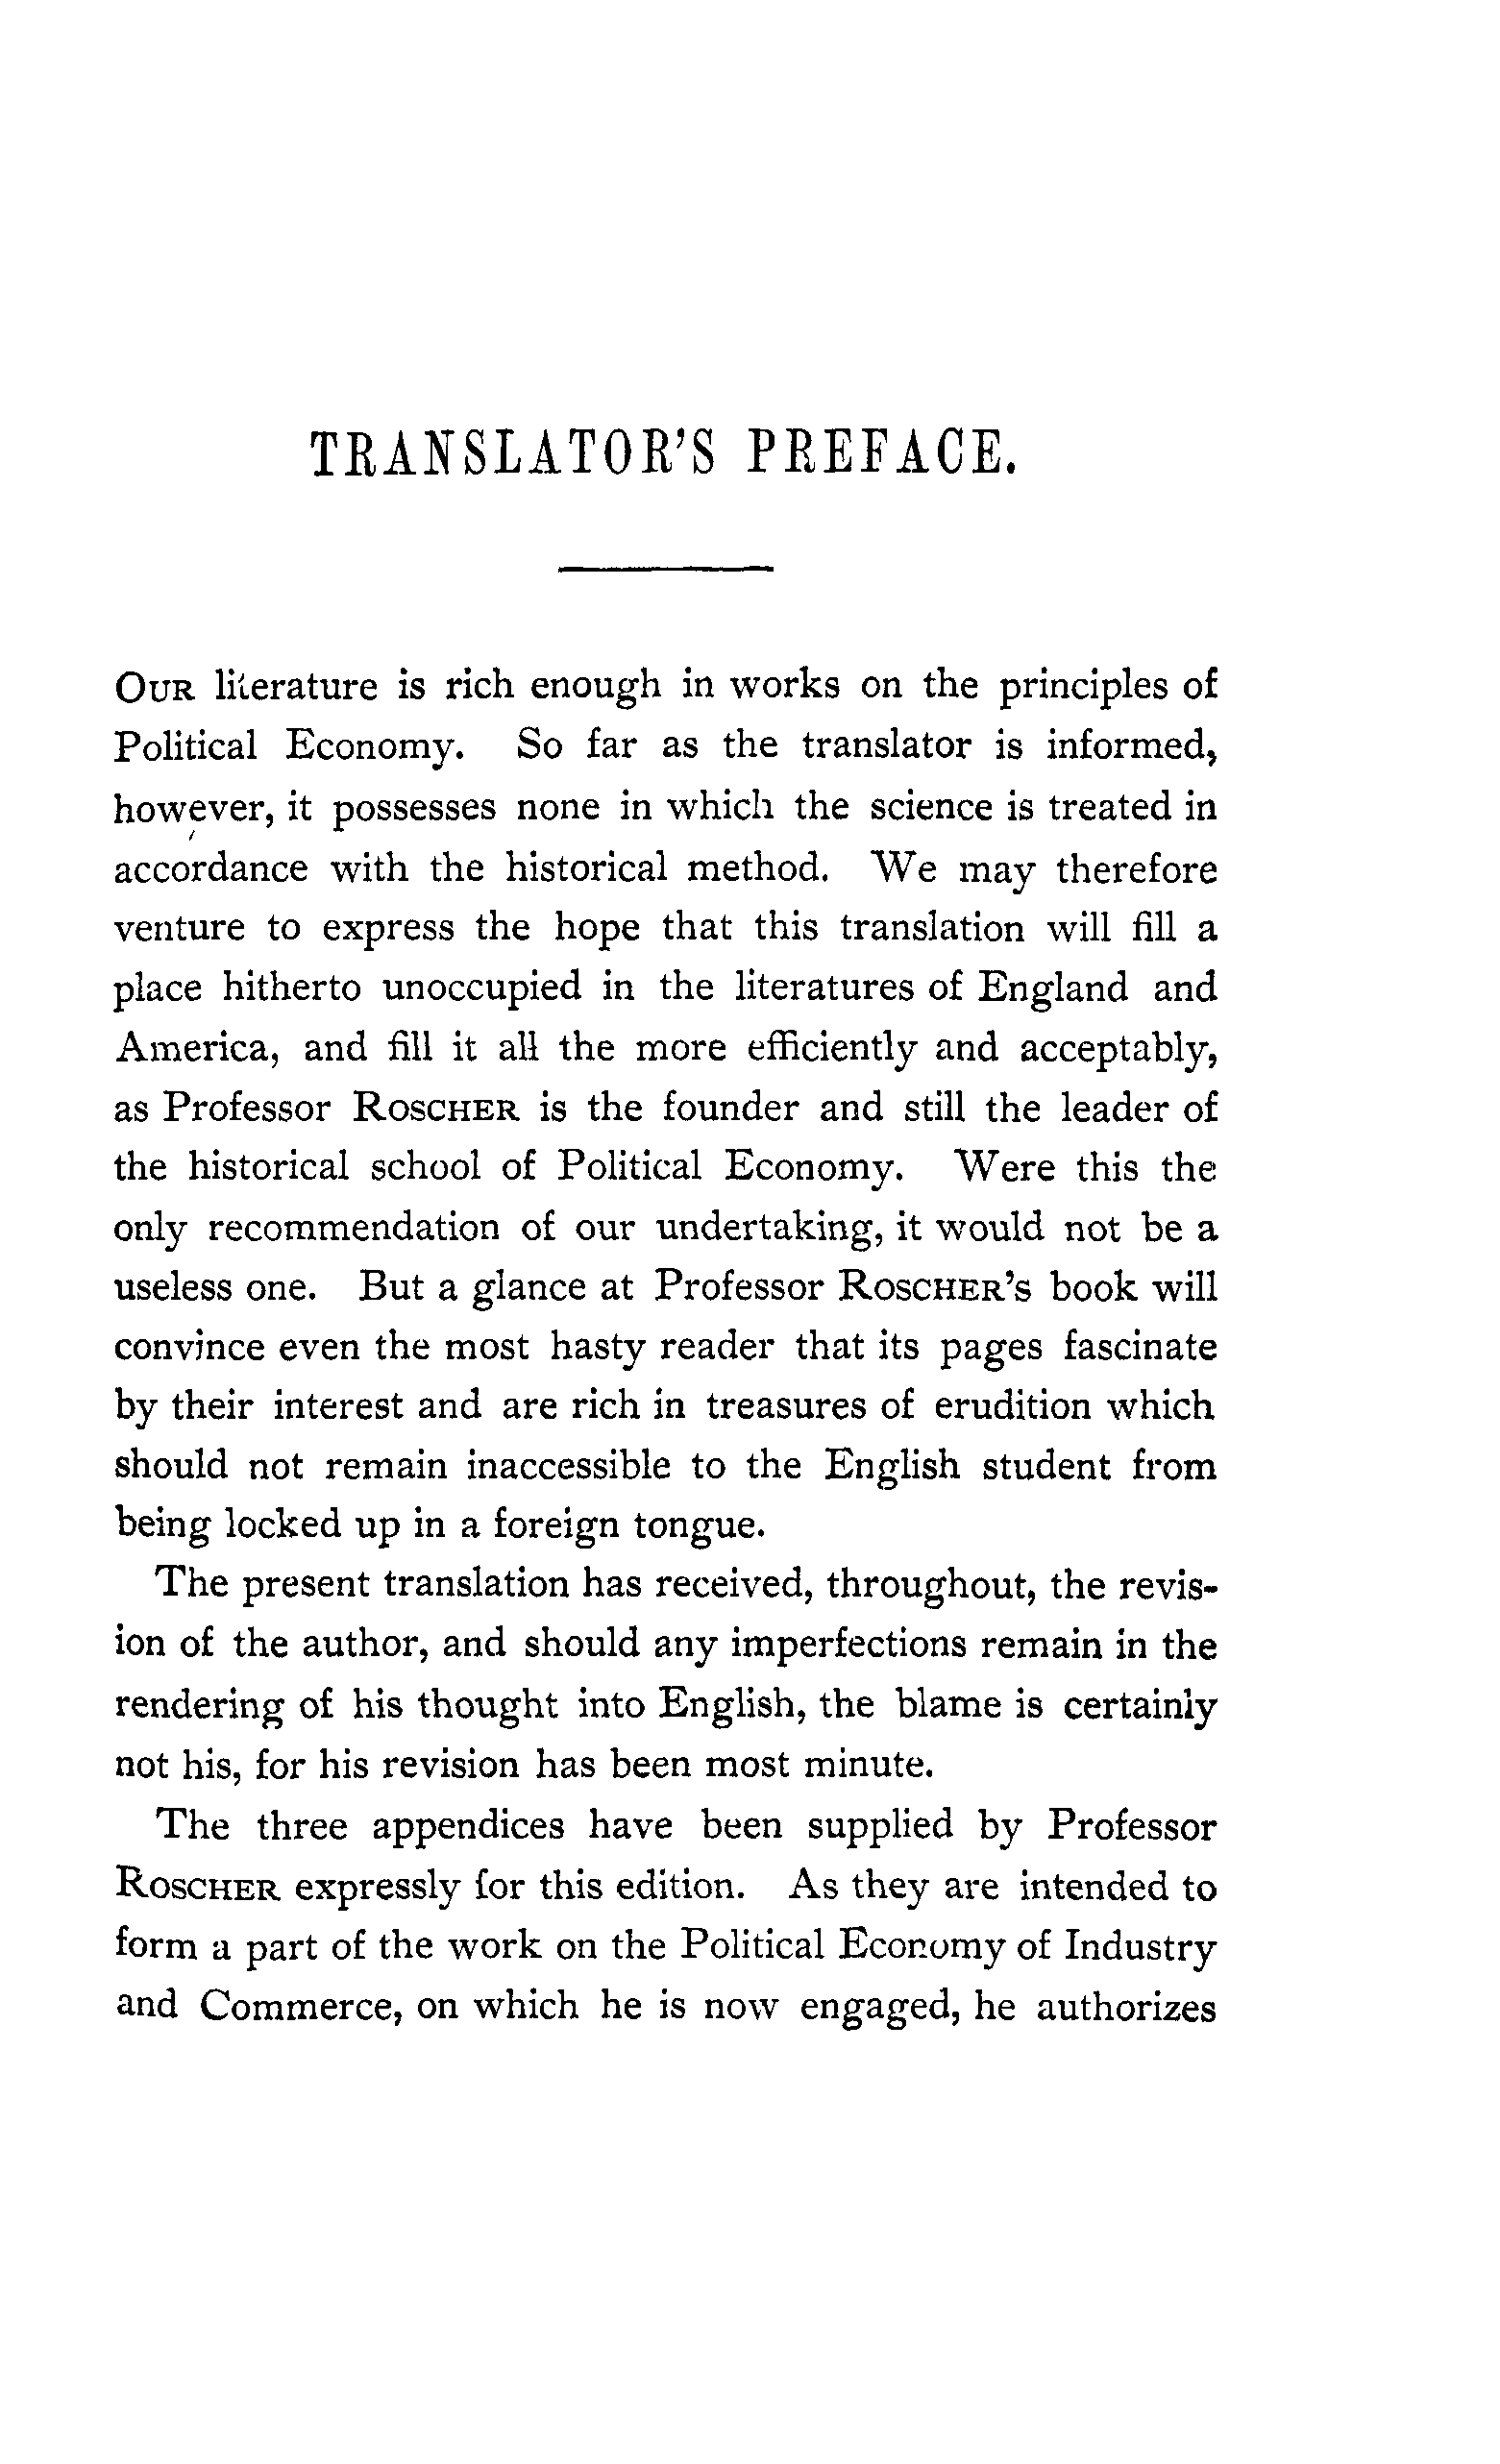 TRANSLATOR'S PREFACE.
OUR literature is rich enough in works on the principles of
Political Economy. So far as the translator is informed,
however, it possesses none in which the science is treated in
accordance with the historical method. We may therefore
venture to express the hope that this translation will fill a
place hitherto unoccupied in the literatures of England and
America, and fill it all the more efficiently and acceptably,
as Professor ROSCHER is the founder and still the leader of
the historical school of Political Economy. Were this the
only recommendation of our undertaking, it would not be a
useless one. But a glance at Professor ROSCHER's book will
convince even the most hasty reader that its pages fascinate
by their interest and are rich in treasures of erudition which
should not remain inaccessible to the English student from
being locked up in a foreign tongue.
The present translation has received, throughout, the revis-
ion of the author, and should any imperfections remain in the
rendering of his thought into English, the blame is certainly
not his, for his revision has been most minute.
The three appendices have been supplied by Professor
ROSCHER expressly for this edition. As they are intended to
form a part of the work on the Political Economy of Industry
and Commerce, on which he is now engaged, he authorizes